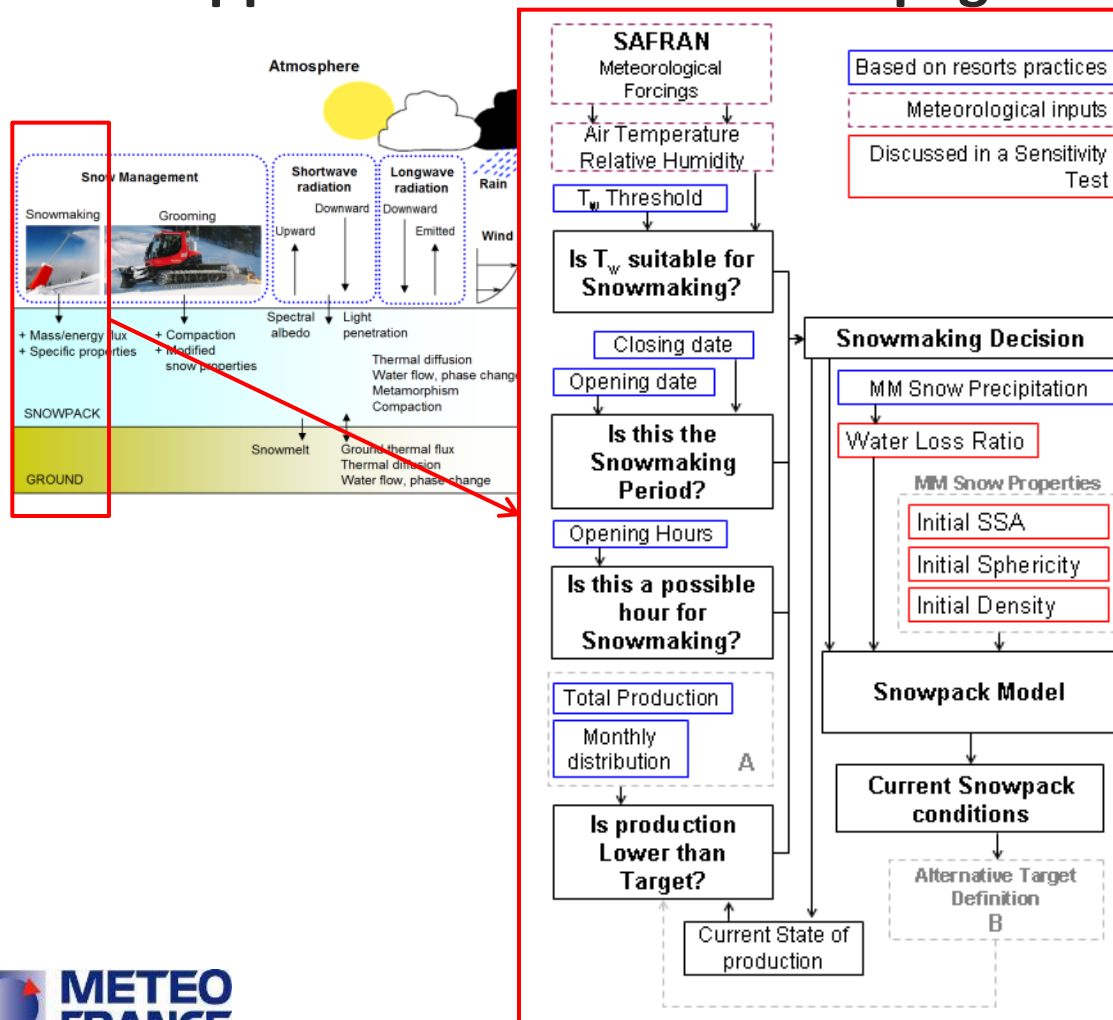 Atmosphere
Snow Management
Shortwave
radiation
Longwave
radiation
Rain
Snowmaking
Grooming
Downward
Downward
Upward
Emitted
Wind
+ Mass/energy flux
+ Specific properties
+ Compaction
+ Modified
snow properties
Spectral
albedo
Light
penetration
Thermal diffusion
Water flow, phase change
Metamorphism
Compaction
SNOWPACK
Snowmelt
Ground thermal flux
Thermal diffusion
Water flow, phase change
GROUND
SAFRAN
Meteorological
Forcings
Air Temperature
Relative Humidity
Tw Threshold
Is Tw suitable for
Snowmaking?
Closing date
Opening date
Is this the
Snowmaking
Period?
Opening Hours
Is this a possible
hour for
Snowmaking?
Total Production
Monthly
distribution
A
Is production
Lower than
Target?
Current State of
production
Based on resorts practices
Meteorological inputs
Discussed in a Sensitivity
Test
Snowmaking Decision
MM Snow Precipitation
Water Loss Ratio
MM Snow Properties
Initial SSA
Initial Sphericity
Initial Density
Snowpack Model
Current Snowpack
conditions
Alternative Target
Definition
B
METEO
FRANCE